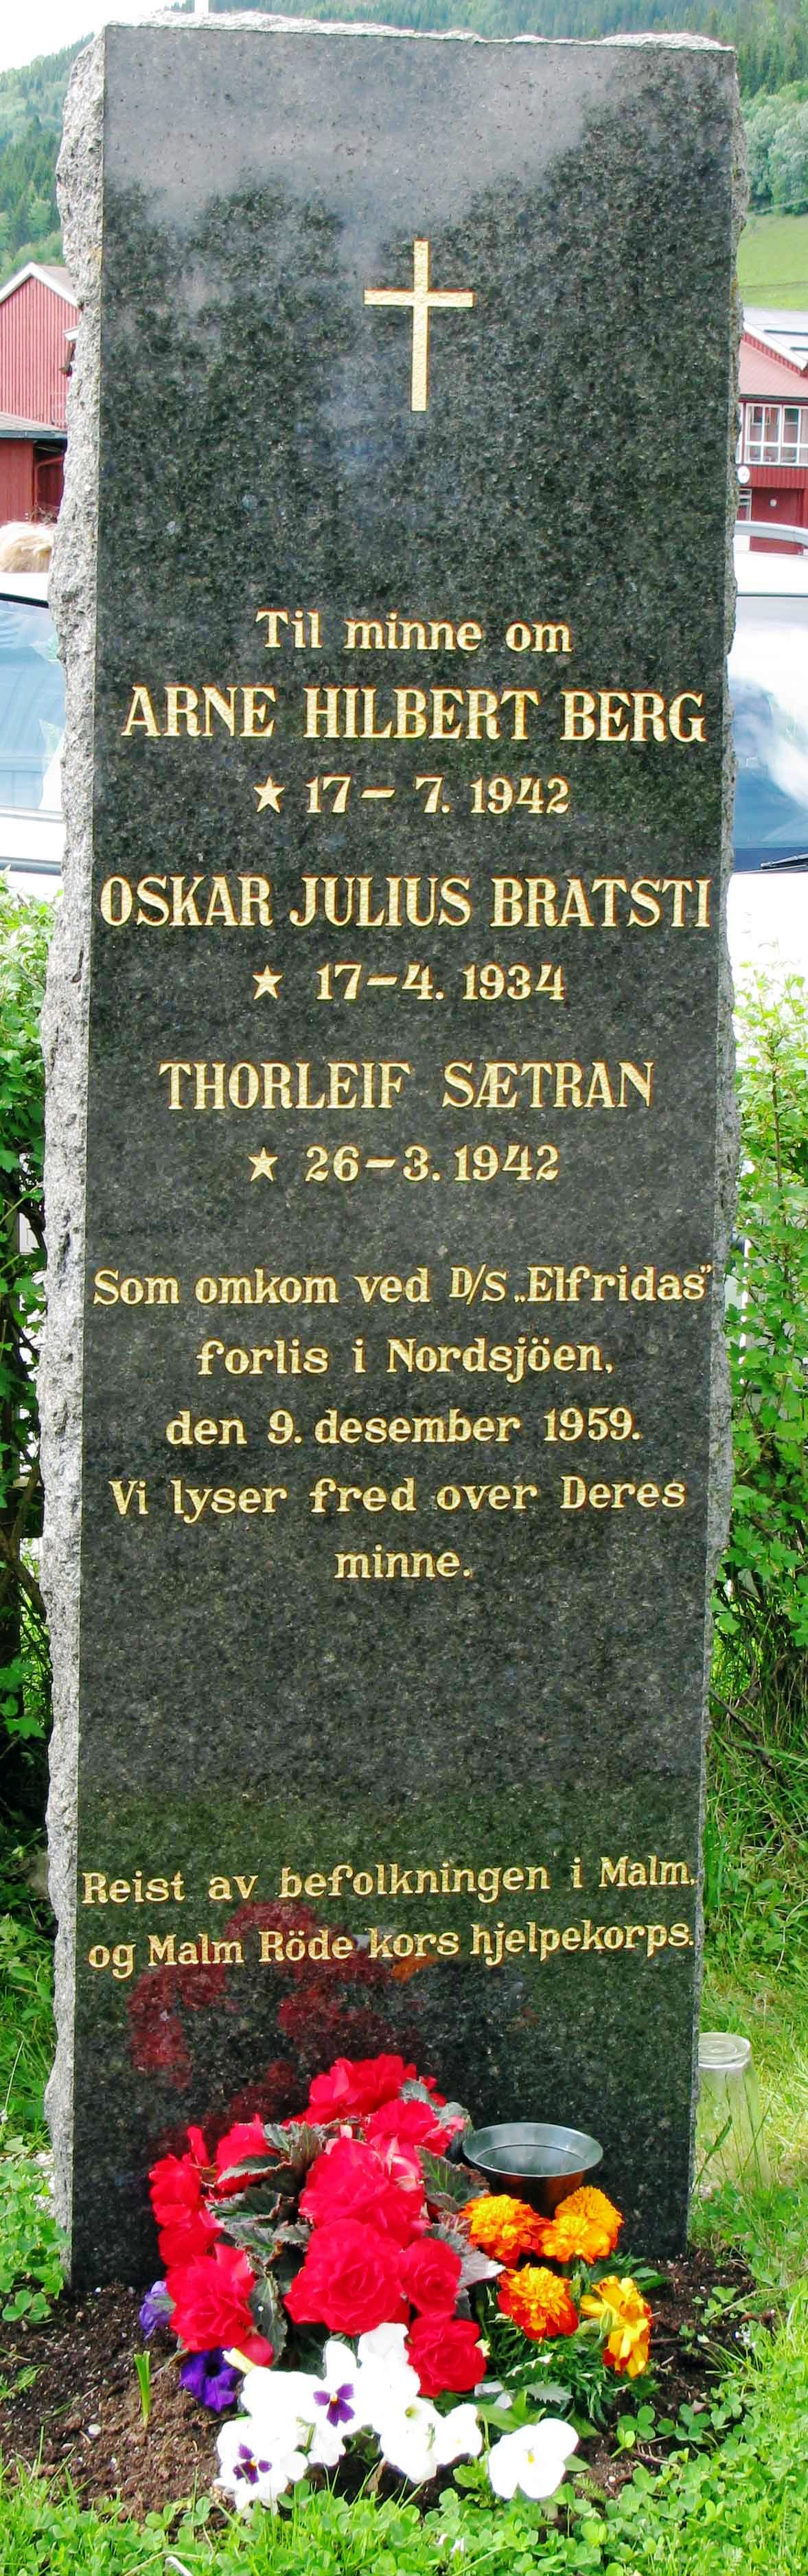 Til minne om
ARNE HILBERT BERG
★ 17-7. 1942
OSKAR JULIUS BRATSTI
★ 17-4. 1934
THORLEIF SÆTRAN
★ 26-3. 1942
Som omkom ved D/S „Elfridas”
forlis i Nordsjöen,
den 9. desember 1959.
Vi lyser fred over Deres
minne.
Reist av befolkningen i Malm,
og Malm Röde kors hjelpekorps.